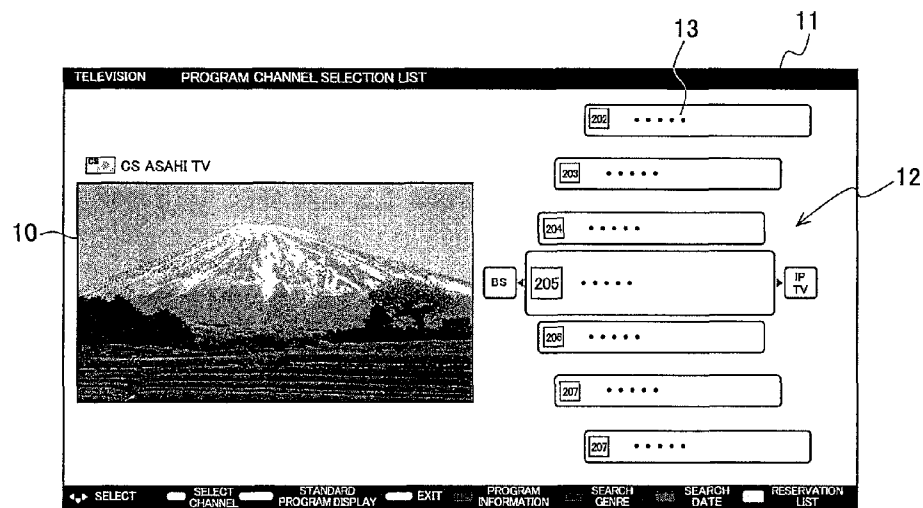 13
11
TELEVISION PROGRAM CHANNEL SELECTION LIST
202 • • • • •
CS CS ASAHI TV
203 • • • • •
12
10
204 • • • • •
BS 205 • • • • • IP TV
206 • • • • •
207 • • • • •
207 • • • • •
SELECT SELECT CHANNEL STANDARD PROGRAM DISPLAY EXIT PROGRAM INFORMATION SEARCH GENRE SEARCH DATE RESERVATION LIST